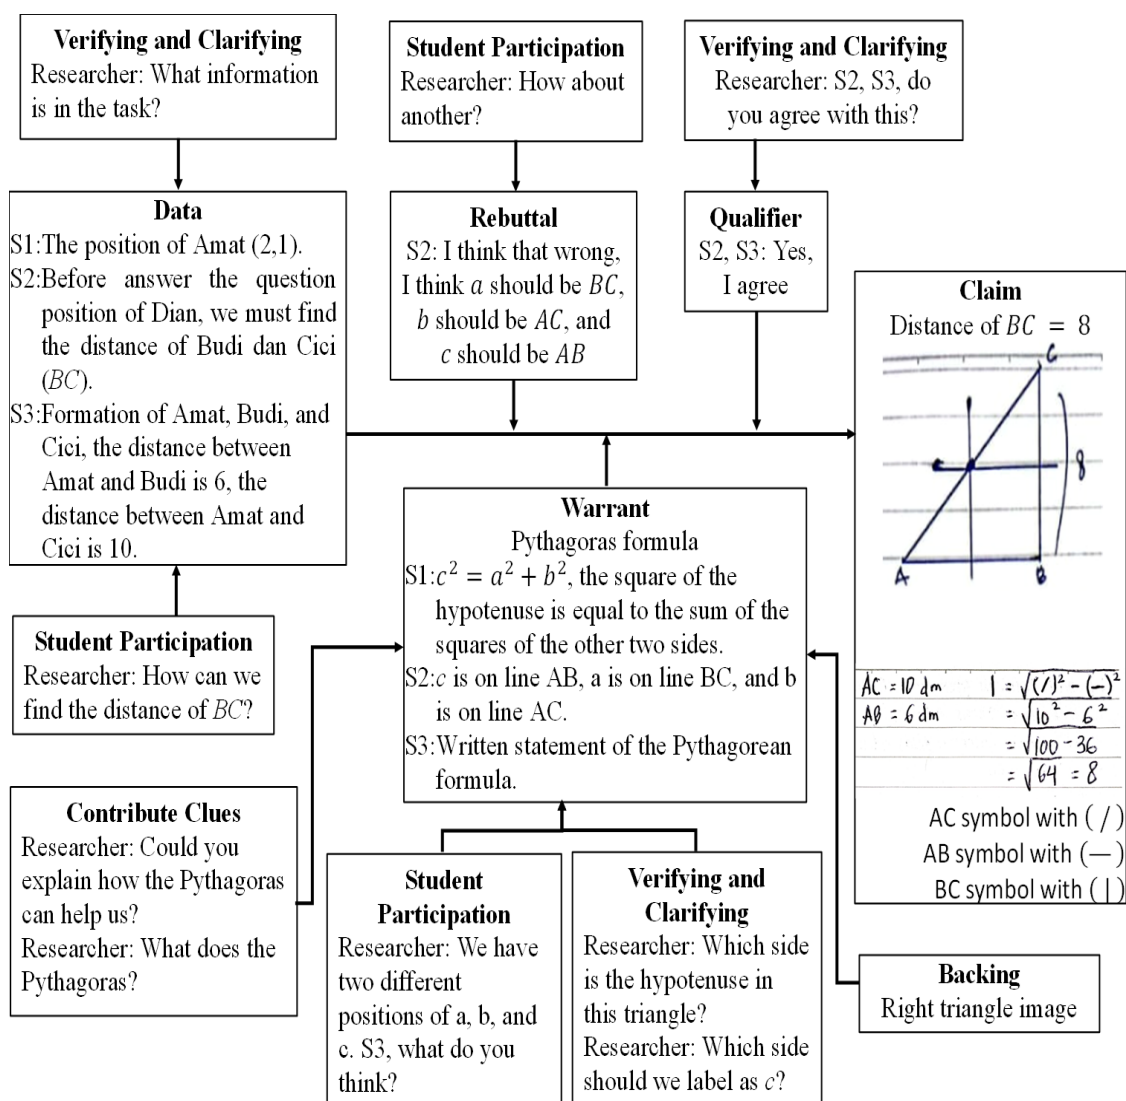 Verifying and Clarifying
Researcher: What information
is in the task?
Student Participation
Researcher: How about
another?
Verifying and Clarifying
Researcher: S2, S3, do
you agree with this?
Data
S1:The position of Amat (2,1).
S2:Before answer the question
position of Dian, we must find
the distance of Budi dan Cici
(BC).
S3:Formation of Amat, Budi, and
Cici, the distance between
Amat and Budi is 6, the
distance between Amat and
Cici is 10.
Rebuttal
S2: I think that wrong,
I think a should be BC,
b should be AC, and
c should be AB
Qualifier
S2, S3: Yes,
I agree
Claim
Distance of BC = 8
C
8
A
B
AC = 10 dm | = √(/)² - (—)²
AB = 6 dm = √10² - 6²
= √100 - 36
= √64 = 8
AC symbol with ( / )
AB symbol with (—)
BC symbol with ( | )
Warrant
Pythagoras formula
S1:c² = a² + b², the square of the
hypotenuse is equal to the sum of the
squares of the other two sides.
S2:c is on line AB, a is on line BC, and b
is on line AC.
S3:Written statement of the Pythagorean
formula.
Student Participation
Researcher: How can we
find the distance of BC?
Contribute Clues
Researcher: Could you
explain how the Pythagoras
can help us?
Researcher: What does the
Pythagoras?
Student
Participation
Researcher: We have
two different
positions of a, b, and
c. S3, what do you
think?
Verifying and
Clarifying
Researcher: Which side
is the hypotenuse in
this triangle?
Researcher: Which side
should we label as c?
Backing
Right triangle image